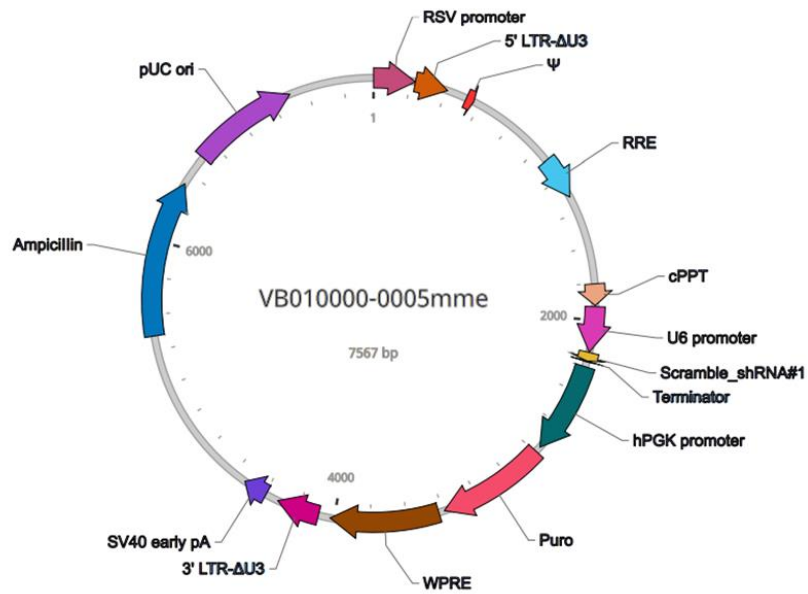 RSV promoter
5' LTR-ΔU3
Ψ
pUC ori
1
RRE
Ampicillin
6000
cPPT
VB010000-0005mme
2000
U6 promoter
7567 bp
Scramble_shRNA#1
Terminator
hPGK promoter
4000
SV40 early pA
Puro
3' LTR-ΔU3
WPRE